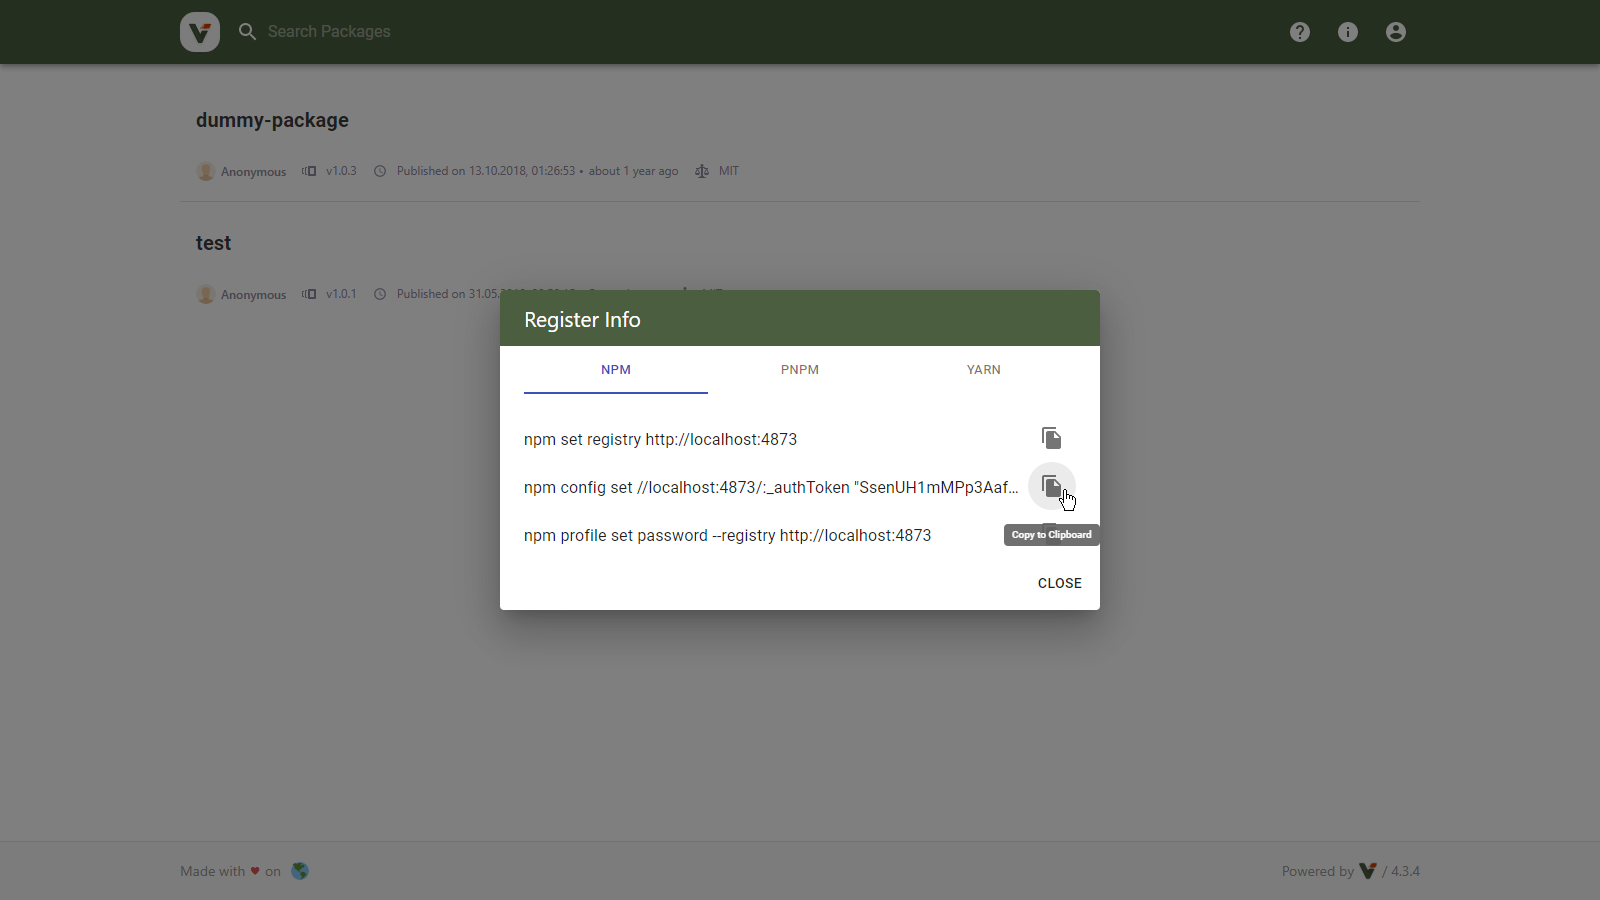 Search Packages
dummy-package
Anonymous v1.0.3 Published on 13.10.2018, 01:26:53 • about 1 year ago MIT
test
Anonymous v1.0.1 Published on 31.05.
Register Info
NPM PNPM YARN
npm set registry http://localhost:4873
npm config set //localhost:4873/:_authToken "SsenUH1mMPp3Aaf...
npm profile set password --registry http://localhost:4873
Copy to Clipboard
CLOSE
Made with ♥ on
Powered by / 4.3.4